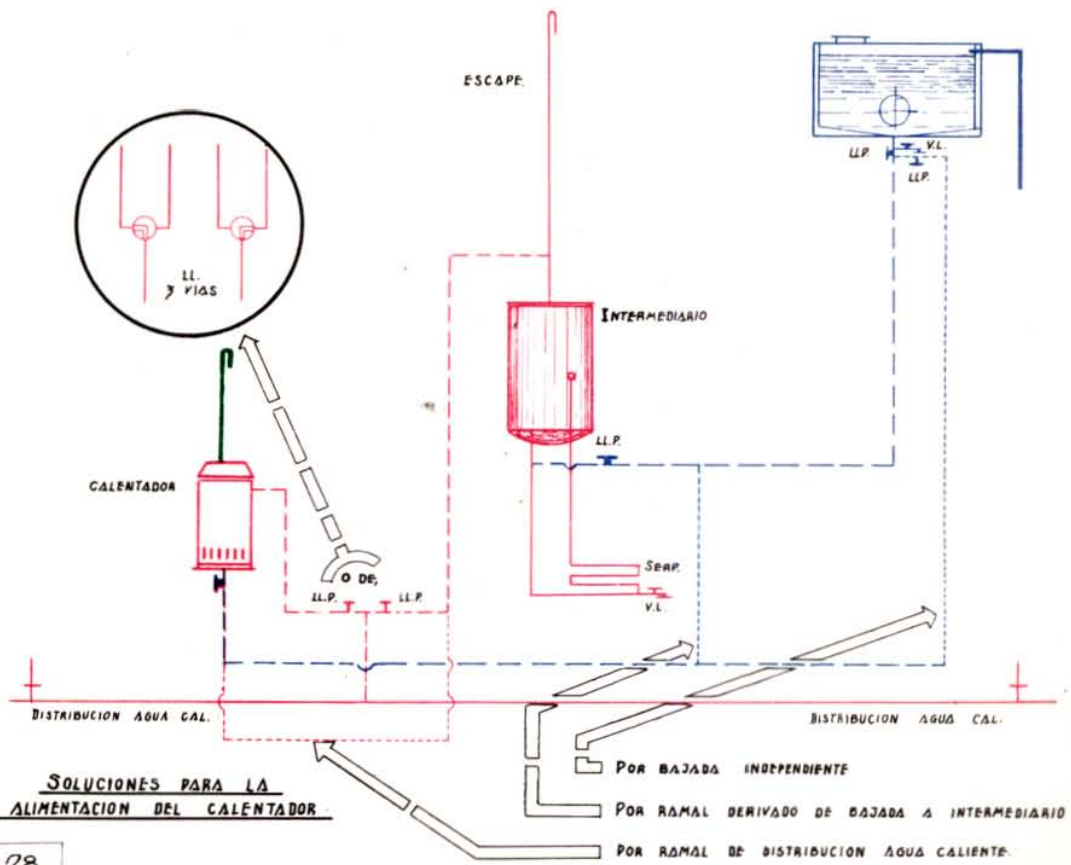 ESCAPE.
V.L.
LLP.
LLP.
LL.
3 VIAS
INTERMEDIARIO
LL.P.
CALENTADOR
O DE;
LL.P.
LL.P.
SERP.
V.L.
DISTRIBUCION AGUA CAL.
DISTRIBUCION AGUA CAL.
SOLUCIONES PARA LA
ALIMENTACION DEL CALENTADOR
POR BAJADA INDEPENDIENTE
POR RAMAL DERIVADO DE BAJADA A INTERMEDIARIO
POR RAMAL DE DISTRIBUCION AGUA CALIENTE.
28